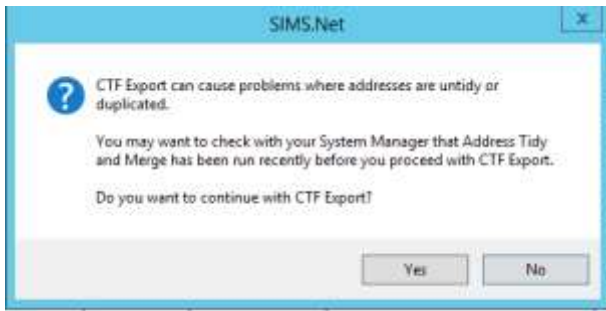 SIMS.Net
x
CTF Export can cause problems where addresses are untidy or
duplicated.
You may want to check with your System Manager that Address Tidy
and Merge has been run recently before you proceed with CTF Export.
Do you want to continue with CTF Export?
Yes
No